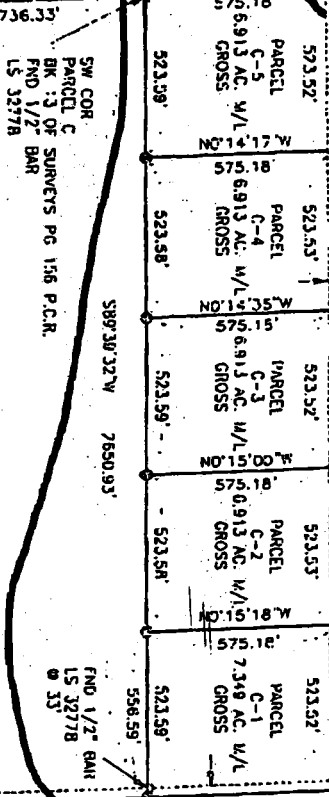 736.33'
575.18'
523.52'
PARCEL
C-5
6.913 AC. M/L
GROSS
523.59'
N0°14'17"W
575.18'
523.53'
PARCEL
C-4
6.913 AC. M/L
GROSS
523.58'
N0°14'35"W
575.15'
523.52'
PARCEL
C-3
6.913 AC. M/L
GROSS
523.59'
N0°15'00"W
575.18'
523.53'
PARCEL
C-2
6.913 AC. M/L
GROSS
523.58'
N0°15'18"W
575.18'
523.52'
PARCEL
C-1
7.349 AC. M/L
GROSS
523.59'
556.59'
S89°30'32"W 7650.93'
SW COR
PARCEL C
BK 13 OF SURVEYS PG 156 P.C.R.
FND 1/2" BAR
LS 32778
FND 1/2" BAR
LS 32778
@ 33'